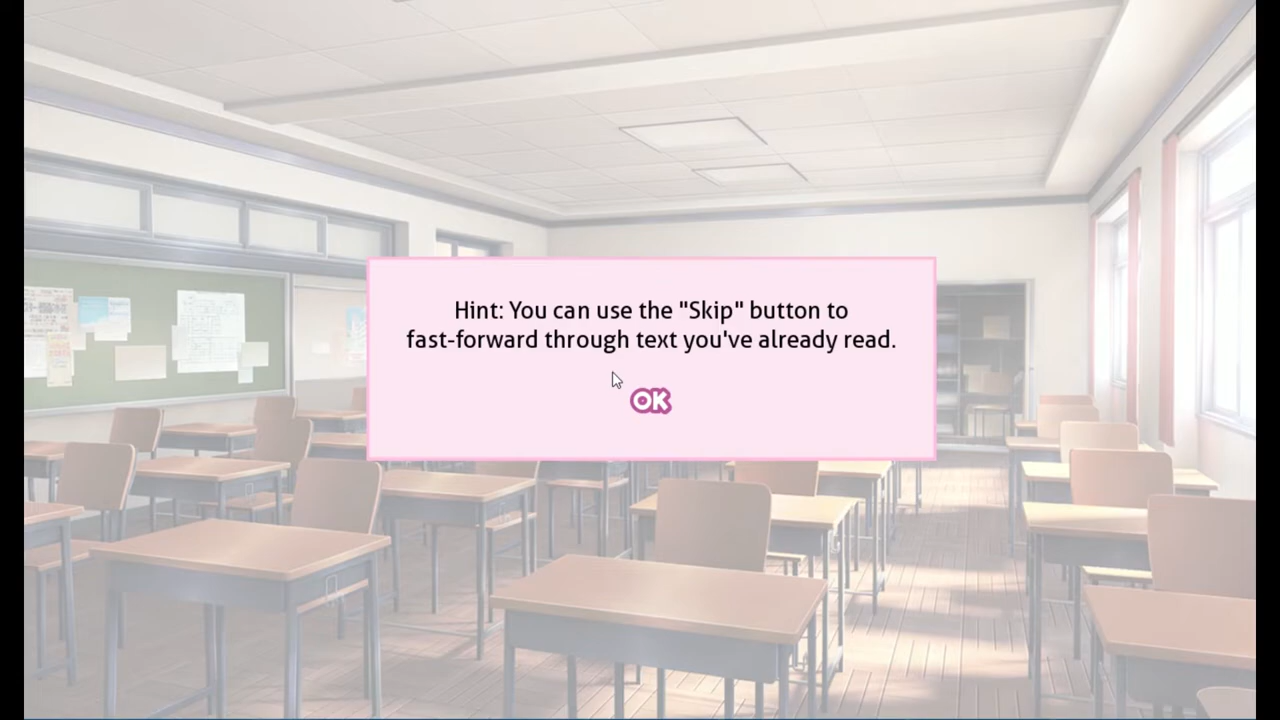 Hint: You can use the "Skip" button to
fast-forward through text you've already read.
OK